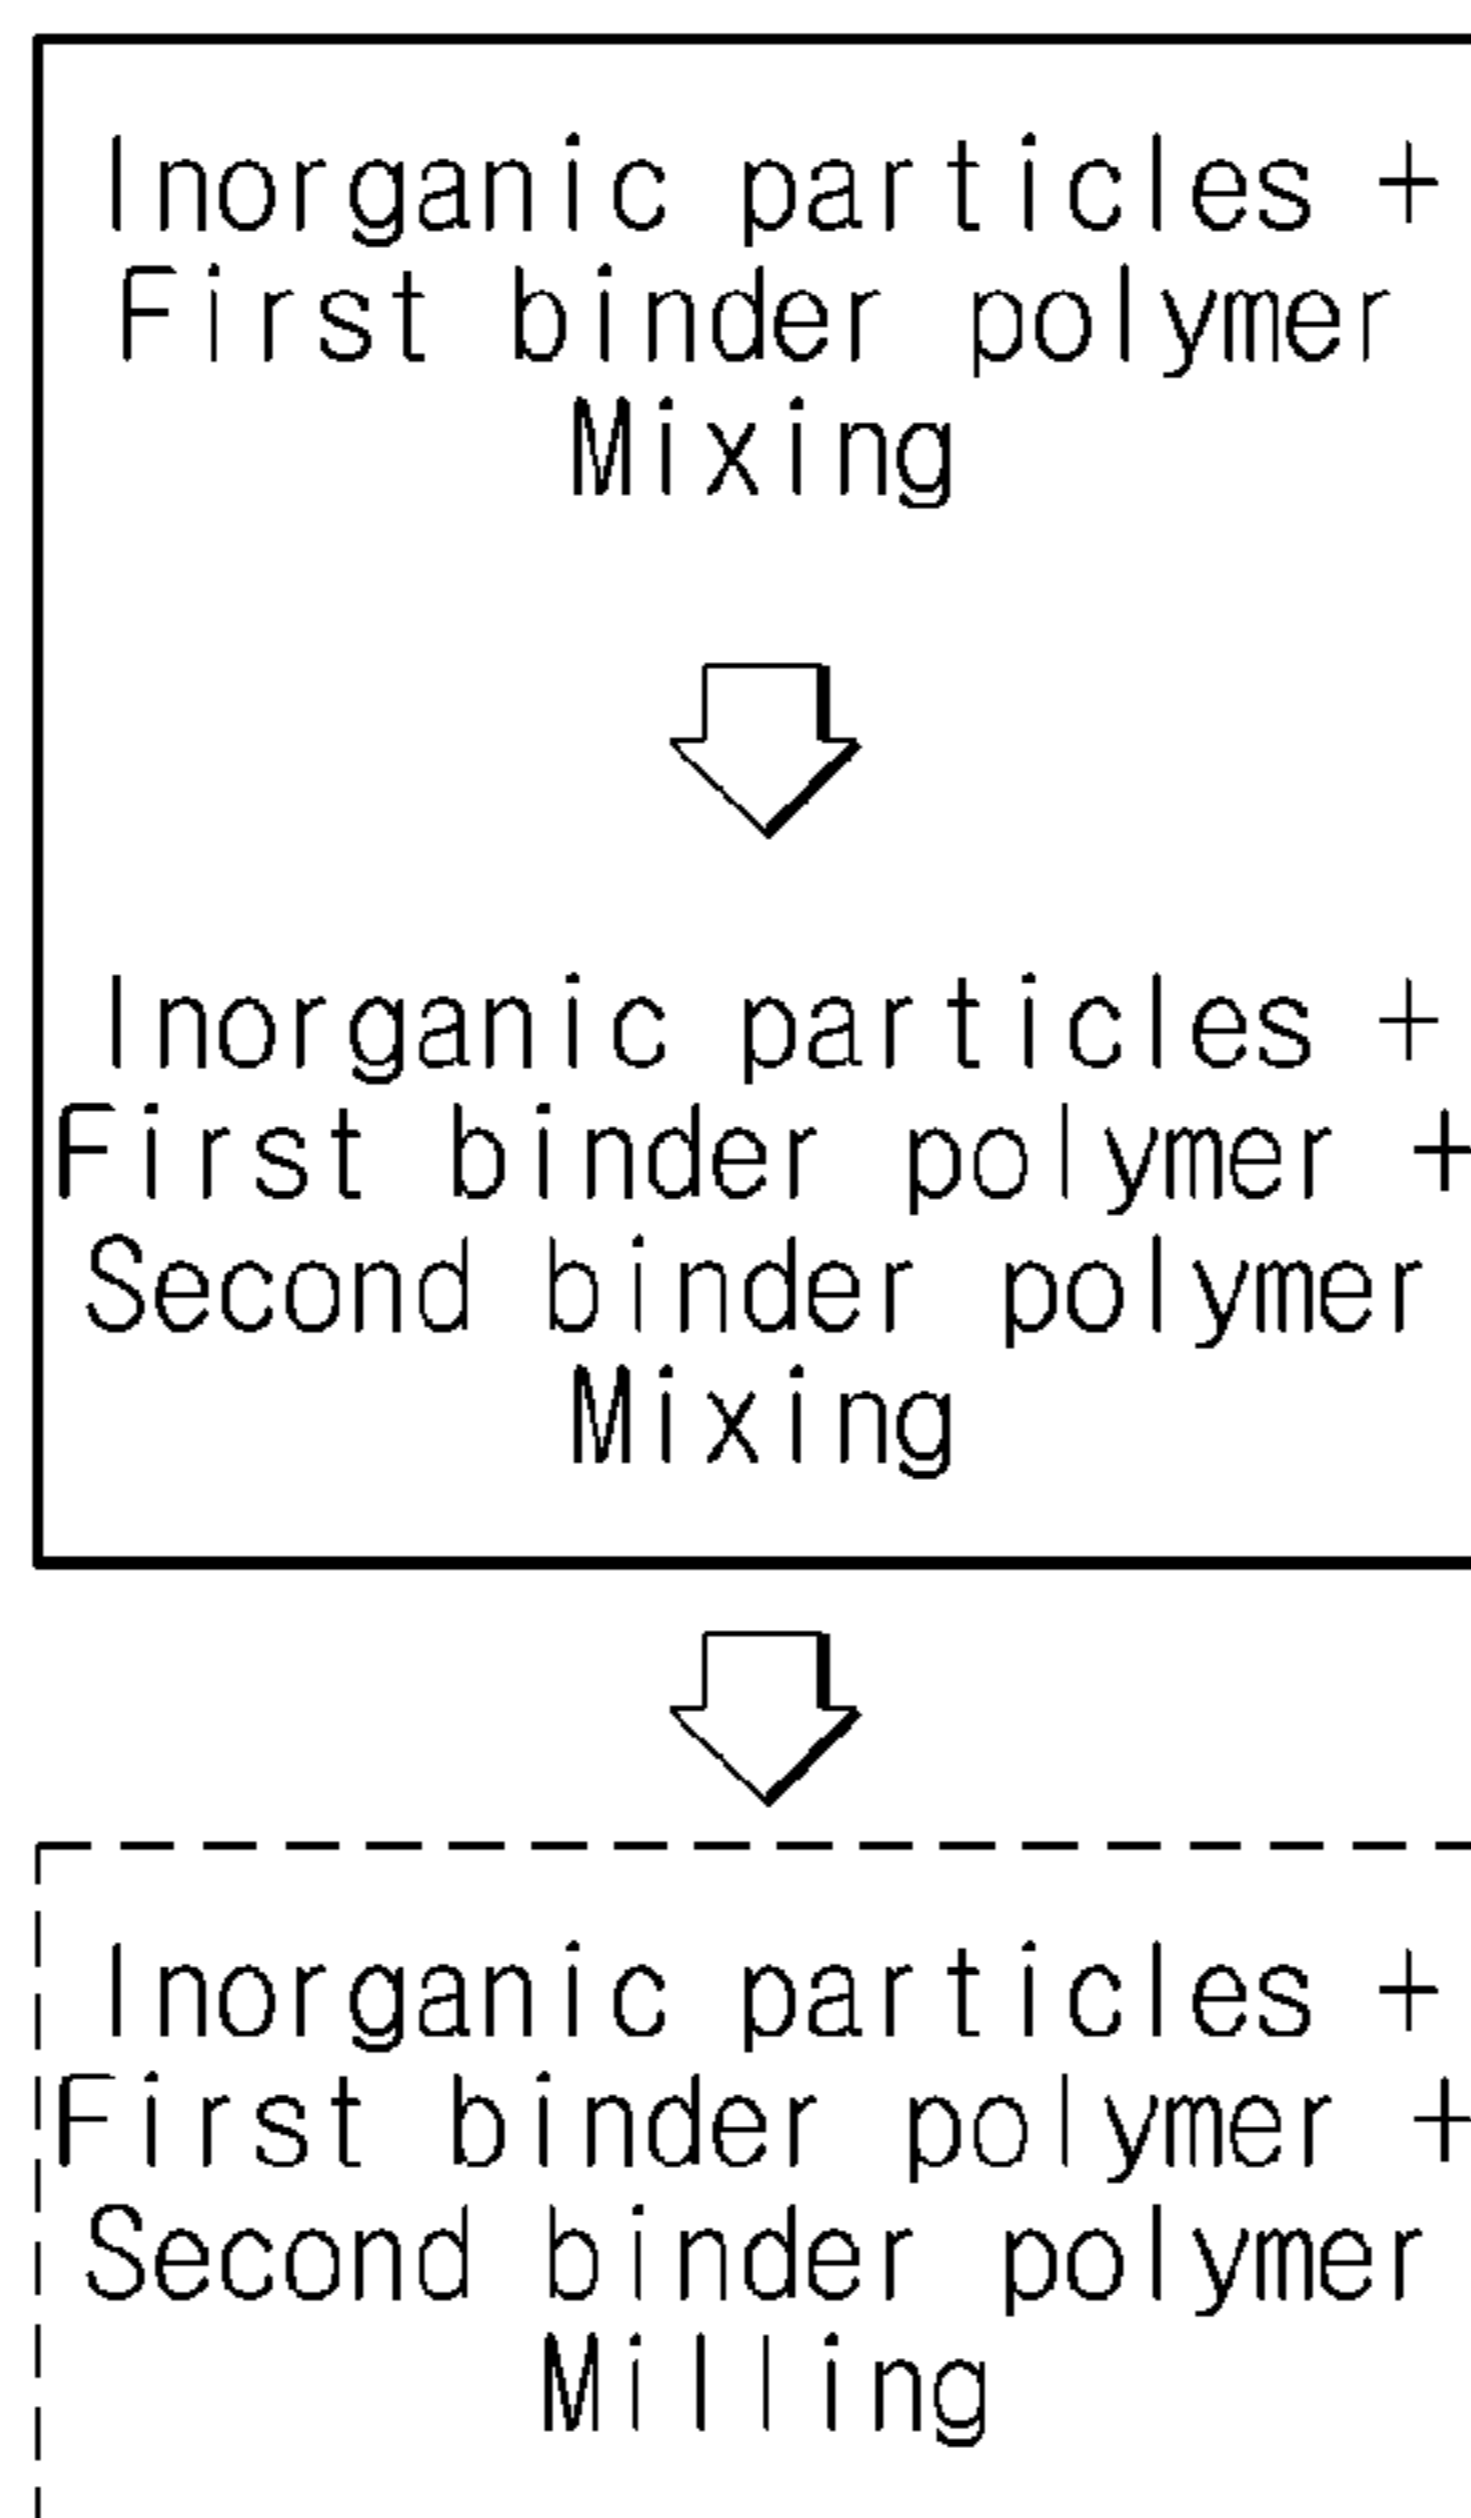 Inorganic particles +
First binder polymer
Mixing
Inorganic particles +
First binder polymer +
Second binder polymer
Mixing
Inorganic particles +
First binder polymer +
Second binder polymer
Milling